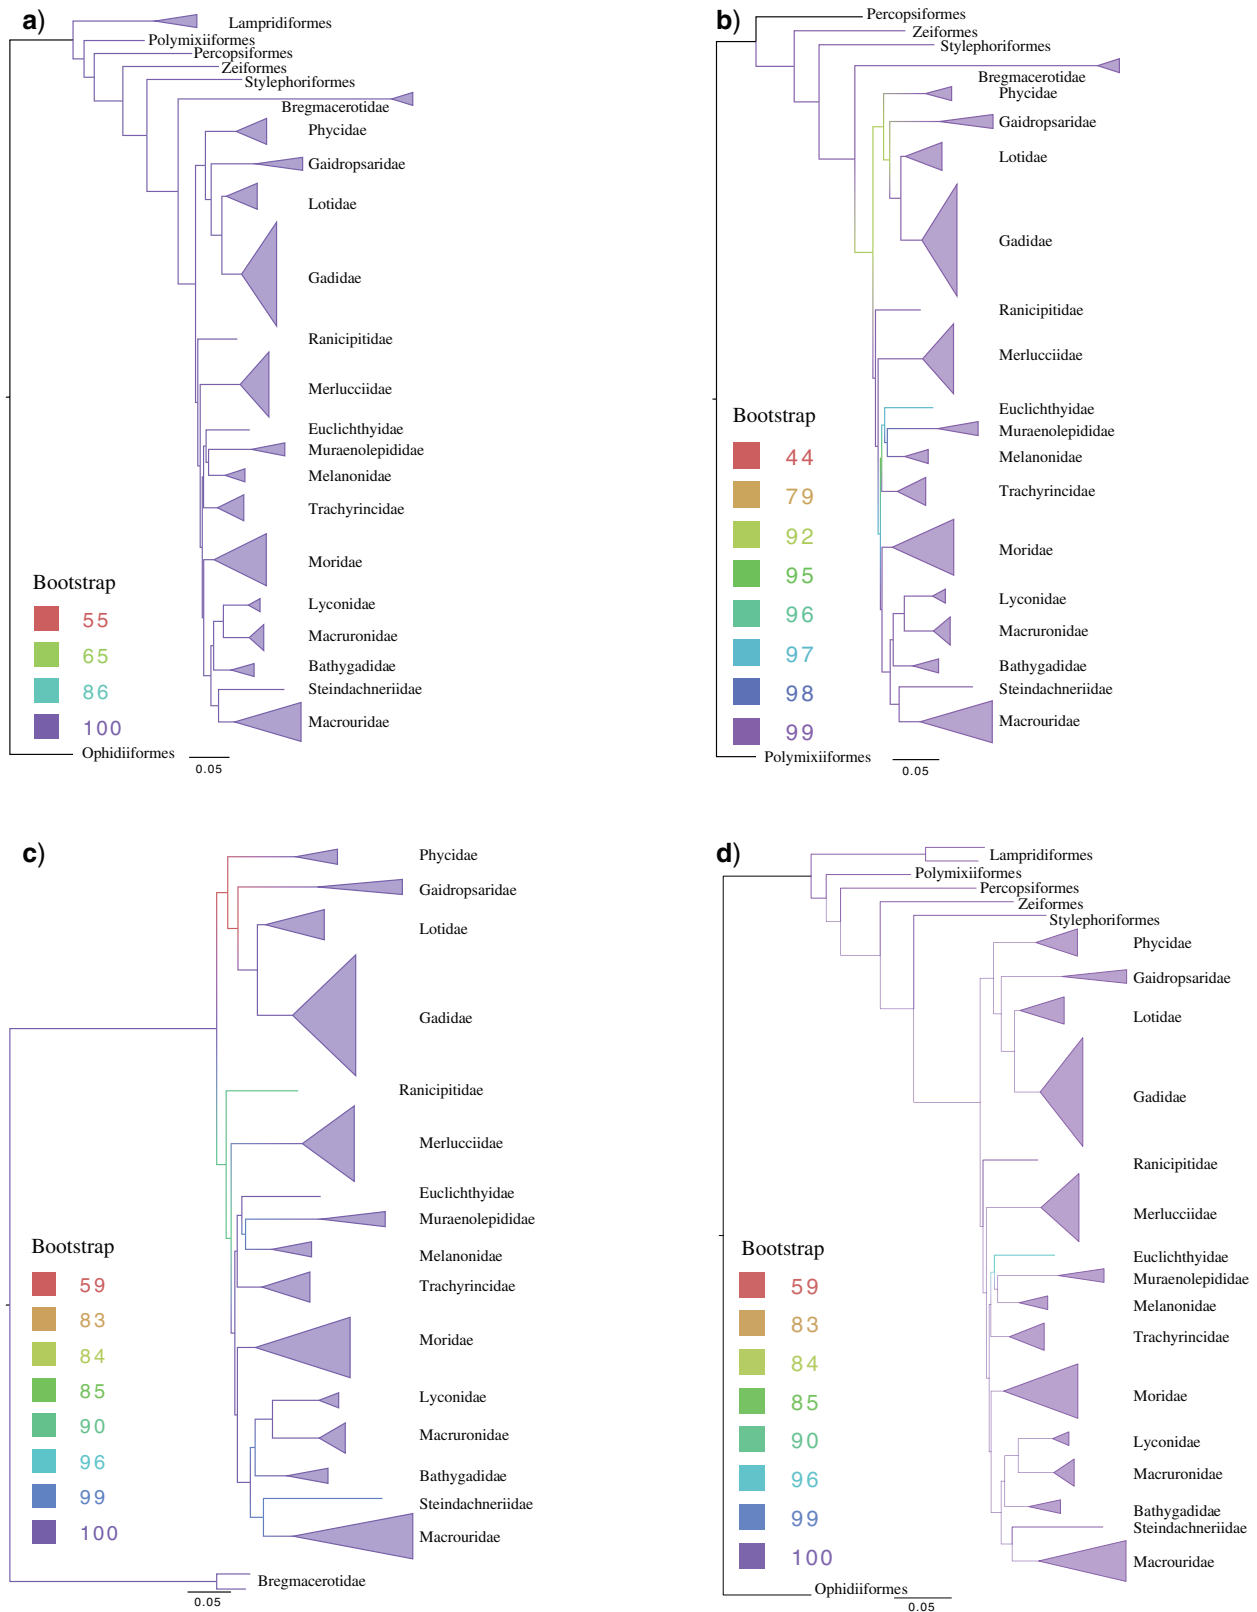 a)
Lampridiformes
Polymixiiformes
Percopsiformes
Zeiformes
Stylephoriformes
Bregmacerotidae
Phycidae
Gaidropsaridae
Lotidae
Gadidae
Ranicipitidae
Merlucciidae
Euclichthyidae
Muraenolepididae
Melanonidae
Trachyrincidae
Moridae
Lyconidae
Macruronidae
Bathygadidae
Steindachneriidae
Macrouridae
Ophidiiformes
Bootstrap
55
65
86
100
0.05
b)
Percopsiformes
Zeiformes
Stylephoriformes
Bregmacerotidae
Phycidae
Gaidropsaridae
Lotidae
Gadidae
Ranicipitidae
Merlucciidae
Euclichthyidae
Muraenolepididae
Melanonidae
Trachyrincidae
Moridae
Lyconidae
Macruronidae
Bathygadidae
Steindachneriidae
Macrouridae
Polymixiiformes
Bootstrap
44
79
92
95
96
97
98
99
0.05
c)
Phycidae
Gaidropsaridae
Lotidae
Gadidae
Ranicipitidae
Merlucciidae
Euclichthyidae
Muraenolepididae
Melanonidae
Trachyrincidae
Moridae
Lyconidae
Macruronidae
Bathygadidae
Steindachneriidae
Macrouridae
Bregmacerotidae
Bootstrap
59
83
84
85
90
96
99
100
0.05
d)
Lampridiformes
Polymixiiformes
Percopsiformes
Zeiformes
Stylephoriformes
Phycidae
Gaidropsaridae
Lotidae
Gadidae
Ranicipitidae
Merlucciidae
Euclichthyidae
Muraenolepididae
Melanonidae
Trachyrincidae
Moridae
Lyconidae
Macruronidae
Bathygadidae
Steindachneriidae
Macrouridae
Ophidiiformes
Bootstrap
59
83
84
85
90
96
99
100
0.05